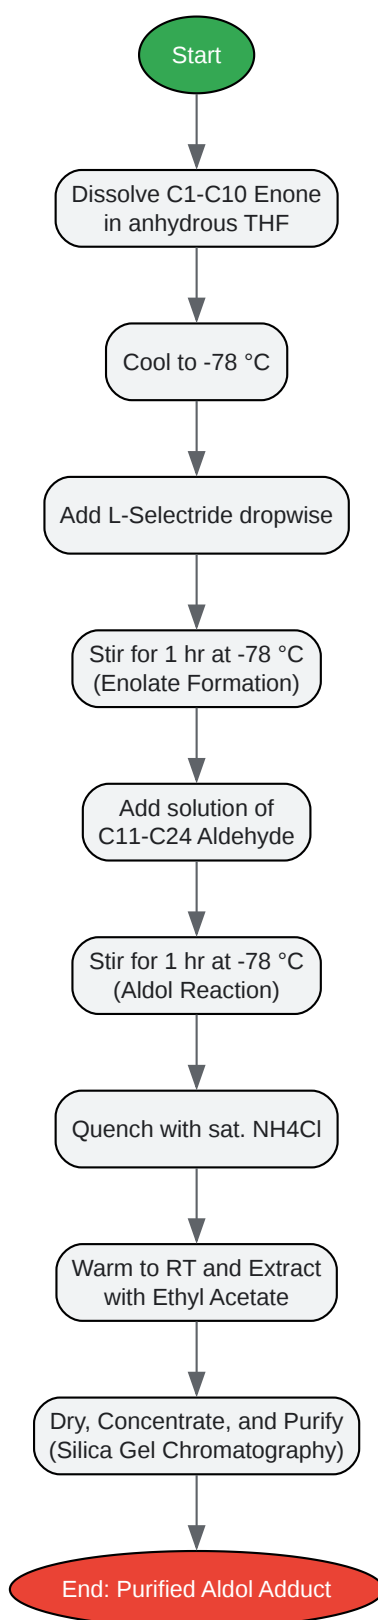 Start
Dissolve C1-C10 Enone
in anhydrous THF
Cool to -78 °C
Add L-Selectride dropwise
Stir for 1 hr at -78 °C
(Enolate Formation)
Add solution of
C11-C24 Aldehyde
Stir for 1 hr at -78 °C
(Aldol Reaction)
Quench with sat. NH4Cl
Warm to RT and Extract
with Ethyl Acetate
Dry, Concentrate, and Purify
(Silica Gel Chromatography)
End: Purified Aldol Adduct